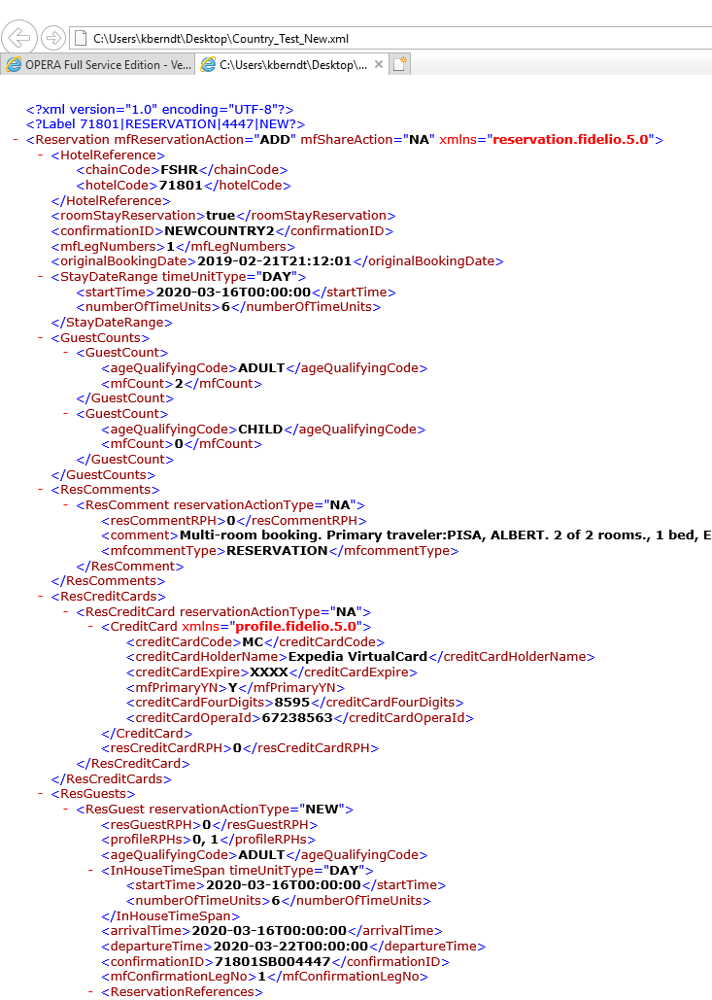 C:\Users\kberndt\Desktop\Country_Test_New.xml
OPERA Full Service Edition - Ve... C:\Users\kberndt\Desktop\...
<?xml version="1.0" encoding="UTF-8"?>
<?Label 71801|RESERVATION|4447|NEW?>
- <Reservation mfReservationAction="ADD" mfShareAction="NA" xmlns="reservation.fidelio.5.0">
- <HotelReference>
<chainCode>FSHR</chainCode>
<hotelCode>71801</hotelCode>
</HotelReference>
<roomStayReservation>true</roomStayReservation>
<confirmationID>NEWCOUNTRY2</confirmationID>
<mfLegNumbers>1</mfLegNumbers>
<originalBookingDate>2019-02-21T21:12:01</originalBookingDate>
- <StayDateRange timeUnitType="DAY">
<startTime>2020-03-16T00:00:00</startTime>
<numberOfTimeUnits>6</numberOfTimeUnits>
</StayDateRange>
- <GuestCounts>
- <GuestCount>
<ageQualifyingCode>ADULT</ageQualifyingCode>
<mfCount>2</mfCount>
</GuestCount>
- <GuestCount>
<ageQualifyingCode>CHILD</ageQualifyingCode>
<mfCount>0</mfCount>
</GuestCount>
</GuestCounts>
- <ResComments>
- <ResComment reservationActionType="NA">
<resCommentRPH>0</resCommentRPH>
<comment>Multi-room booking. Primary traveler:PISA, ALBERT. 2 of 2 rooms., 1 bed, E
<mfcommentType>RESERVATION</mfcommentType>
</ResComment>
</ResComments>
- <ResCreditCards>
- <ResCreditCard reservationActionType="NA">
- <CreditCard xmlns="profile.fidelio.5.0">
<creditCardCode>MC</creditCardCode>
<creditCardHolderName>Expedia VirtualCard</creditCardHolderName>
<creditCardExpire>XXXX</creditCardExpire>
<mfPrimaryYN>Y</mfPrimaryYN>
<creditCardFourDigits>8595</creditCardFourDigits>
<creditCardOperaId>67238563</creditCardOperaId>
</CreditCard>
<resCreditCardRPH>0</resCreditCardRPH>
</ResCreditCard>
</ResCreditCards>
- <ResGuests>
- <ResGuest reservationActionType="NEW">
<resGuestRPH>0</resGuestRPH>
<profileRPHs>0, 1</profileRPHs>
<ageQualifyingCode>ADULT</ageQualifyingCode>
- <InHouseTimeSpan timeUnitType="DAY">
<startTime>2020-03-16T00:00:00</startTime>
<numberOfTimeUnits>6</numberOfTimeUnits>
</InHouseTimeSpan>
<arrivalTime>2020-03-16T00:00:00</arrivalTime>
<departureTime>2020-03-22T00:00:00</departureTime>
<confirmationID>71801SB004447</confirmationID>
<mfConfirmationLegNo>1</mfConfirmationLegNo>
- <ReservationReferences>